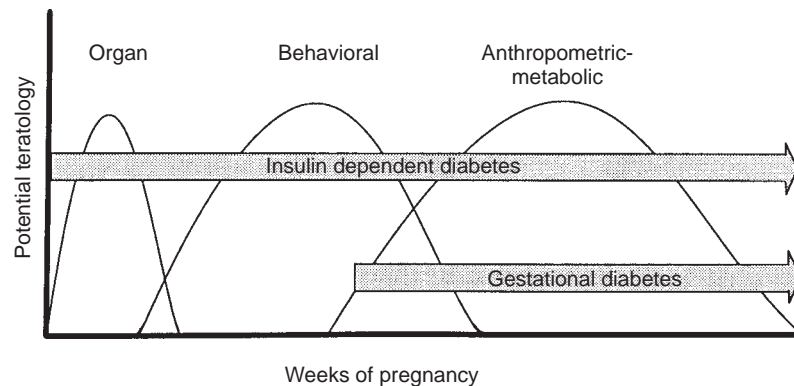 Organ
Behavioral
Anthropometric-
metabolic
Potential teratology
Insulin dependent diabetes
Gestational diabetes
Weeks of pregnancy